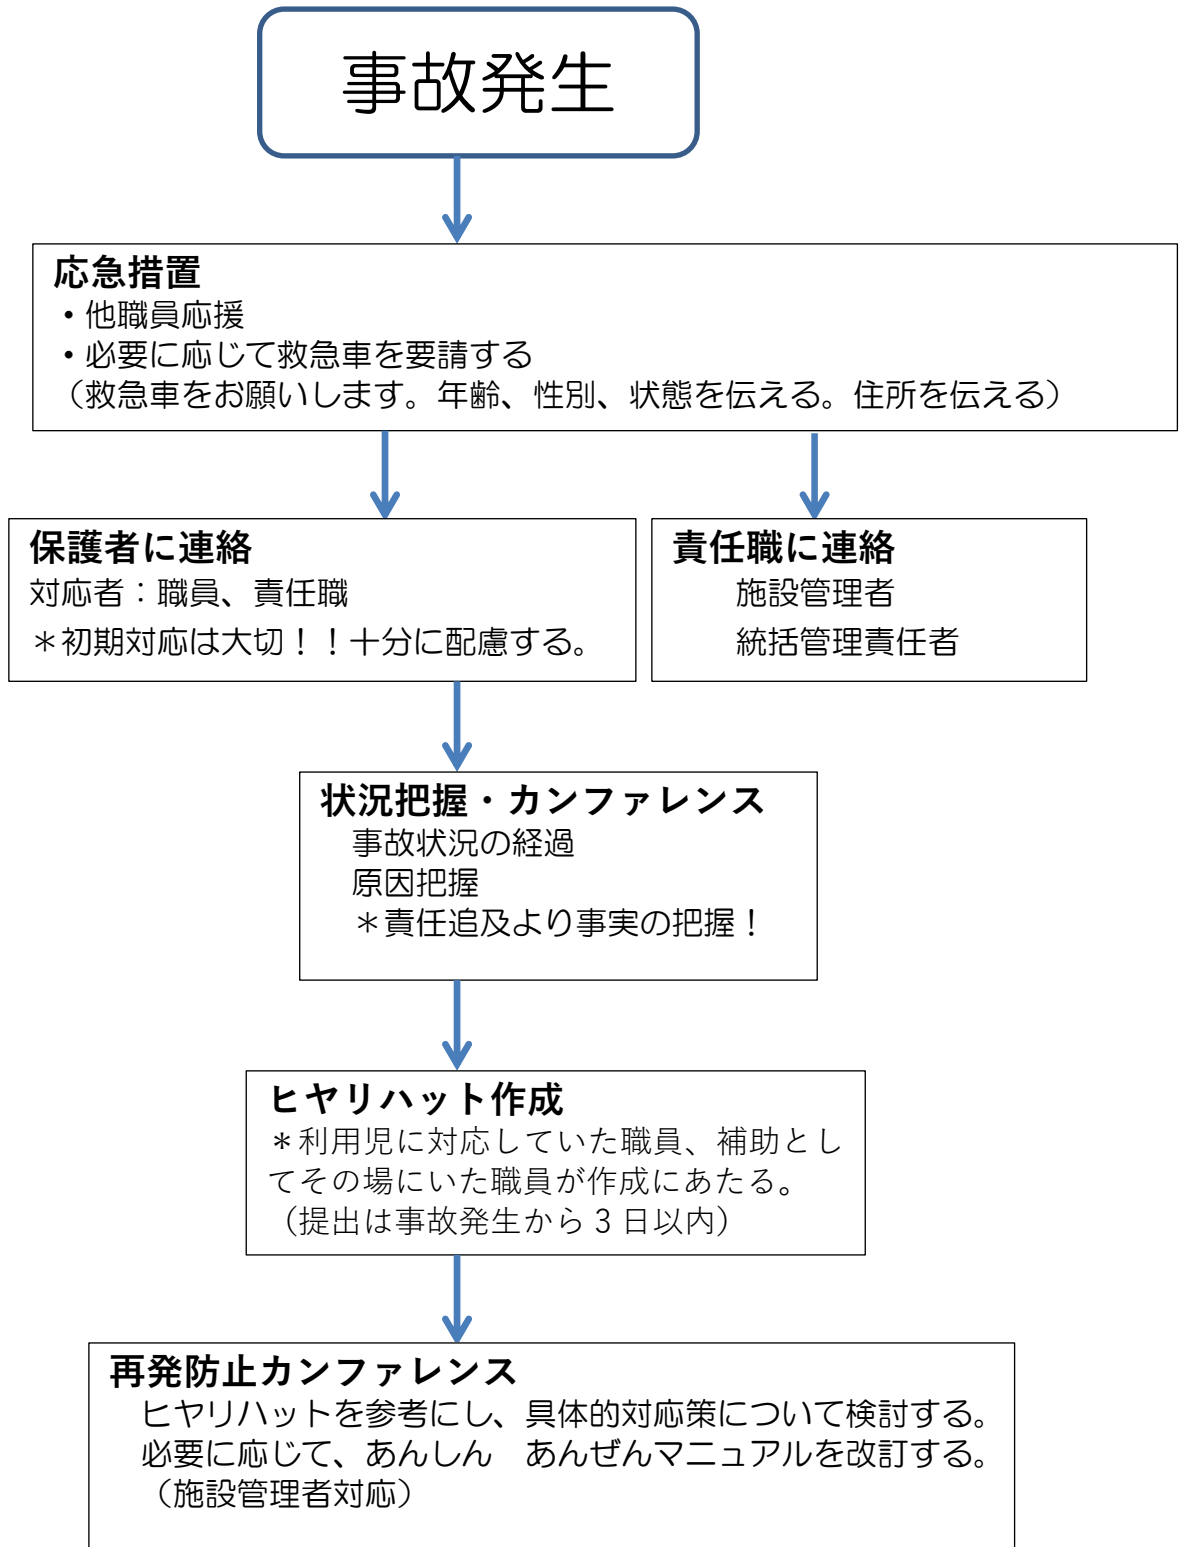 事故発生
応急措置
・他職員応援
・必要に応じて救急車を要請する
（救急車をお願いします。年齢、性別、状態を伝える。住所を伝える）
保護者に連絡
対応者：職員、責任職
＊初期対応は大切！！十分に配慮する。
責任職に連絡
施設管理者
統括管理責任者
状況把握・カンファレンス
事故状況の経過
原因把握
＊責任追及より事実の把握！
ヒヤリハット作成
＊利用児に対応していた職員、補助とし
てその場にいた職員が作成にあたる。
（提出は事故発生から３日以内）
再発防止カンファレンス
ヒヤリハットを参考にし、具体的対応策について検討する。
必要に応じて、あんしん　あんぜんマニュアルを改訂する。
（施設管理者対応）